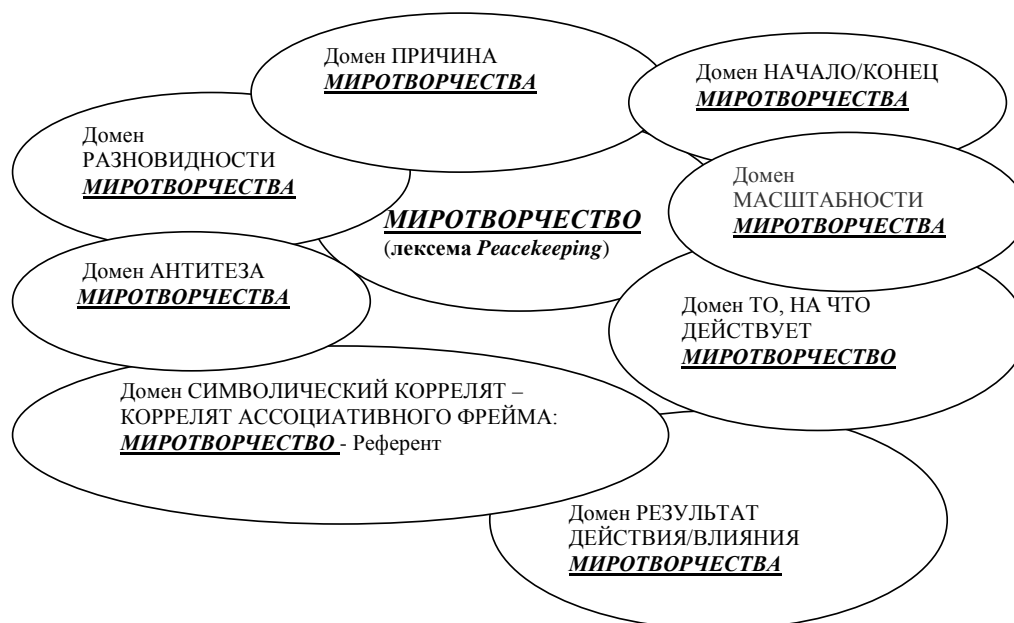 Домен ПРИЧИНА
МИРОТВОРЧЕСТВА
Домен НАЧАЛО/КОНЕЦ
МИРОТВОРЧЕСТВА
Домен
РАЗНОВИДНОСТИ
МИРОТВОРЧЕСТВА
Домен
МАСШТАБНОСТИ
МИРОТВОРЧЕСТВА
МИРОТВОРЧЕСТВО
(лексема Peacekeeping)
Домен АНТИТЕЗА
МИРОТВОРЧЕСТВА
Домен ТО, НА ЧТО
ДЕЙСТВУЕТ
МИРОТВОРЧЕСТВО
Домен СИМВОЛИЧЕСКИЙ КОРРЕЛЯТ –
КОРРЕЛЯТ АССОЦИАТИВНОГО ФРЕЙМА:
МИРОТВОРЧЕСТВО - Референт
Домен РЕЗУЛЬТАТ
ДЕЙСТВИЯ/ВЛИЯНИЯ
МИРОТВОРЧЕСТВА